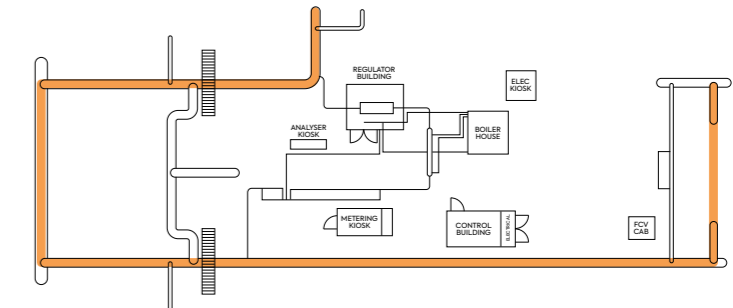 REGULATOR
BUILDING
ELEC
KIOSK
ANALYSER
KIOSK
BOILER
HOUSE
METERING
KIOSK
CONTROL
BUILDING
ELECTRICAL
FCV
CAB